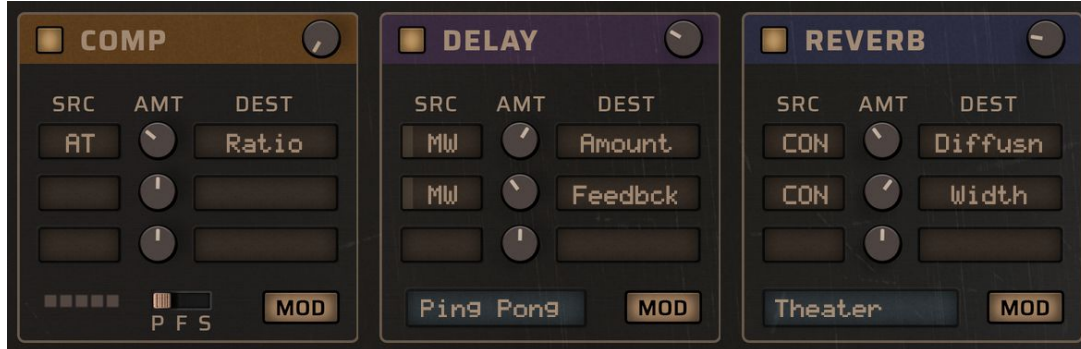 COMP
SRC AMT DEST
AT Ratio
P F S
MOD
DELAY
SRC AMT DEST
MW Amount
MW Feedbck
Ping Pong
MOD
REVERB
SRC AMT DEST
CON Diffusn
CON Width
Theater
MOD